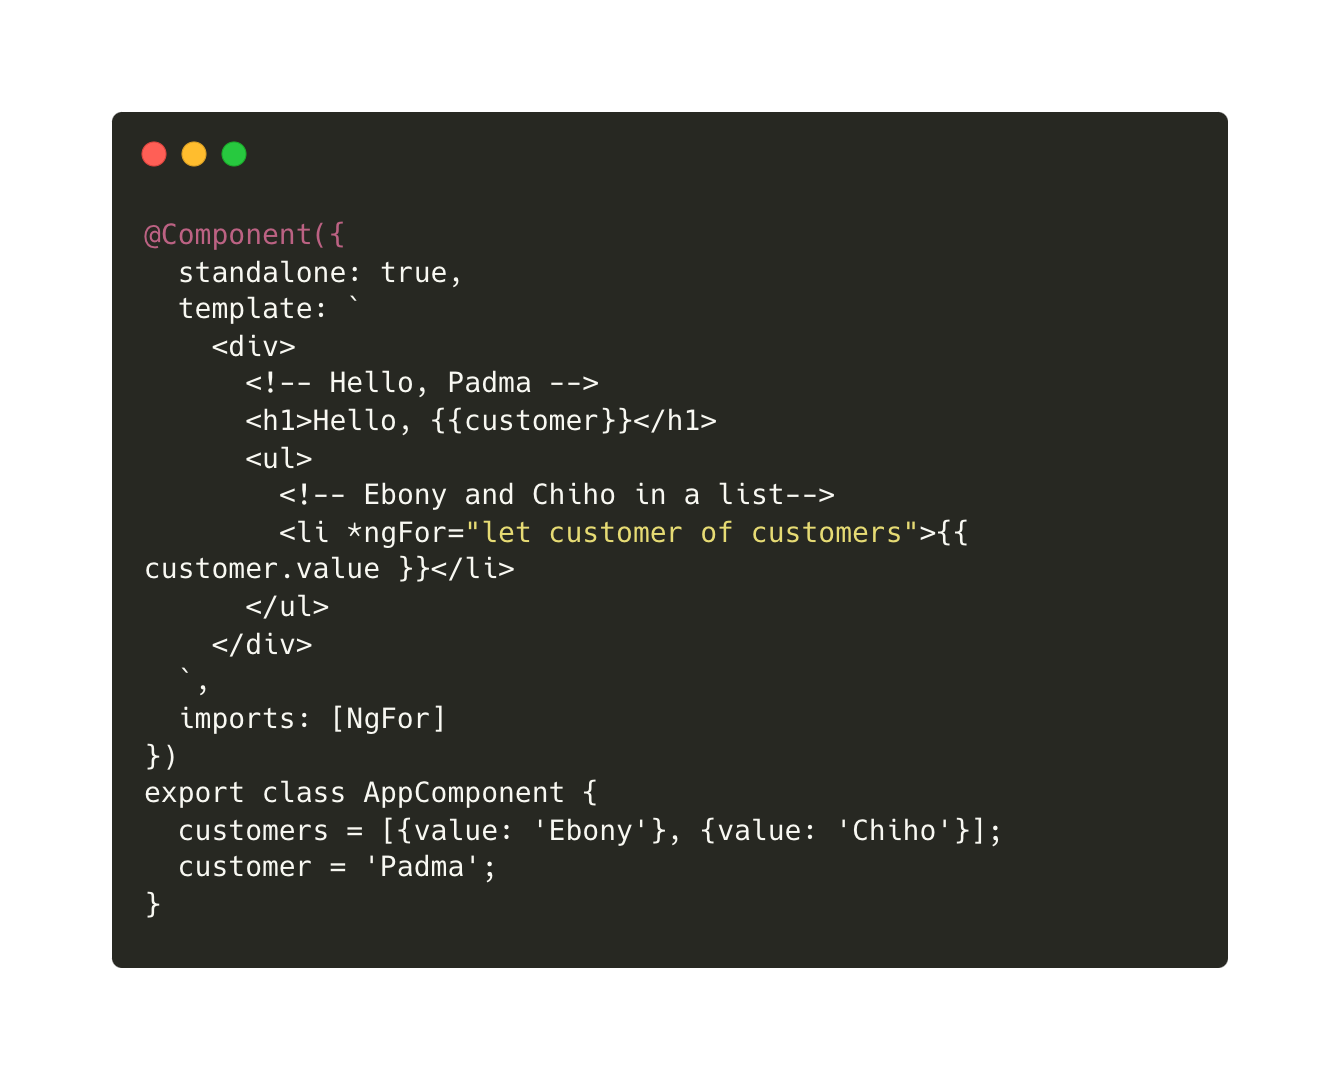 @Component({
  standalone: true,
  template: `
    <div>
      <!-- Hello, Padma -->
      <h1>Hello, {{customer}}</h1>
      <ul>
        <!-- Ebony and Chiho in a list-->
        <li *ngFor="let customer of customers">{{
customer.value }}</li>
      </ul>
    </div>
  `,
  imports: [NgFor]
})
export class AppComponent {
  customers = [{value: 'Ebony'}, {value: 'Chiho'}];
  customer = 'Padma';
}